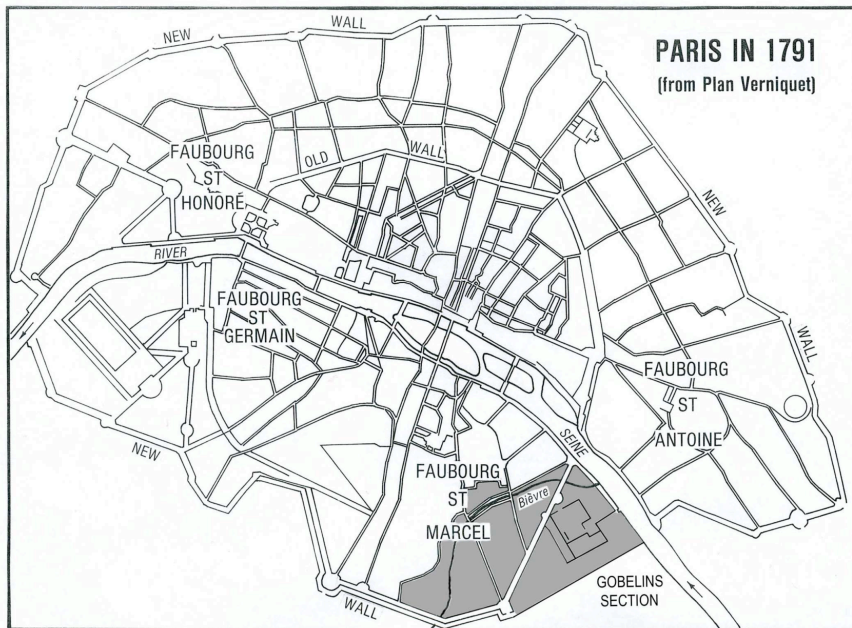 PARIS IN 1791
(from Plan Verniquet)
NEW
WALL
FAUBOURG
ST
HONORÉ
OLD
WALL
NEW
RIVER
FAUBOURG
ST
GERMAIN
WALL
FAUBOURG
ST
ANTOINE
NEW
SEINE
FAUBOURG
ST
MARCEL
Bièvre
GOBELINS
SECTION
WALL